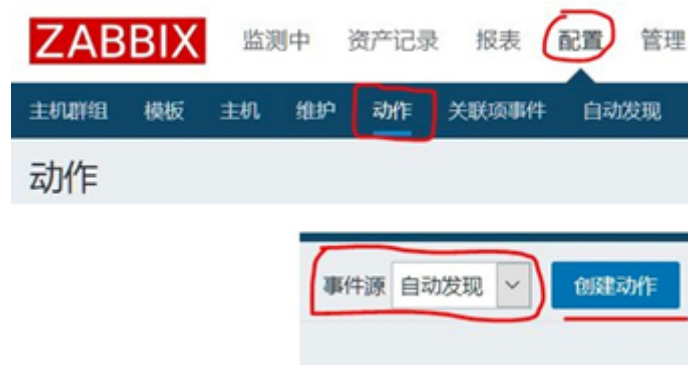 ZABBIX 监测中 资产记录 报表 配置 管理
主机群组 模板 主机 维护 动作 关联项事件 自动发现
动作
事件源 自动发现 创建动作